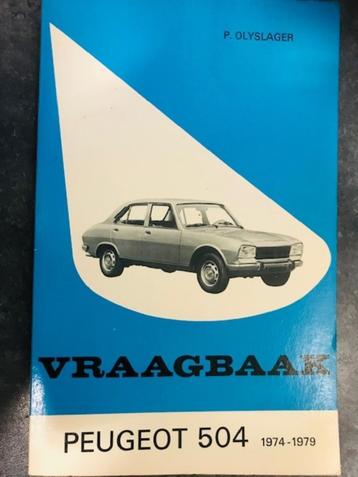 P. OLYSLAGER
VRAAGBAAK
PEUGEOT 504 1974-1979